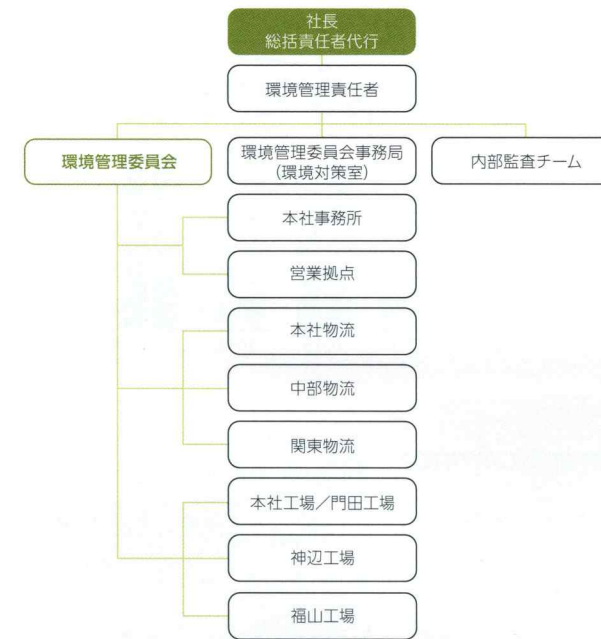 社長
総括責任者代行
環境管理責任者
環境管理委員会
環境管理委員会事務局
(環境対策室)
内部監査チーム
本社事務所
営業拠点
本社物流
中部物流
関東物流
本社工場／門田工場
神辺工場
福山工場